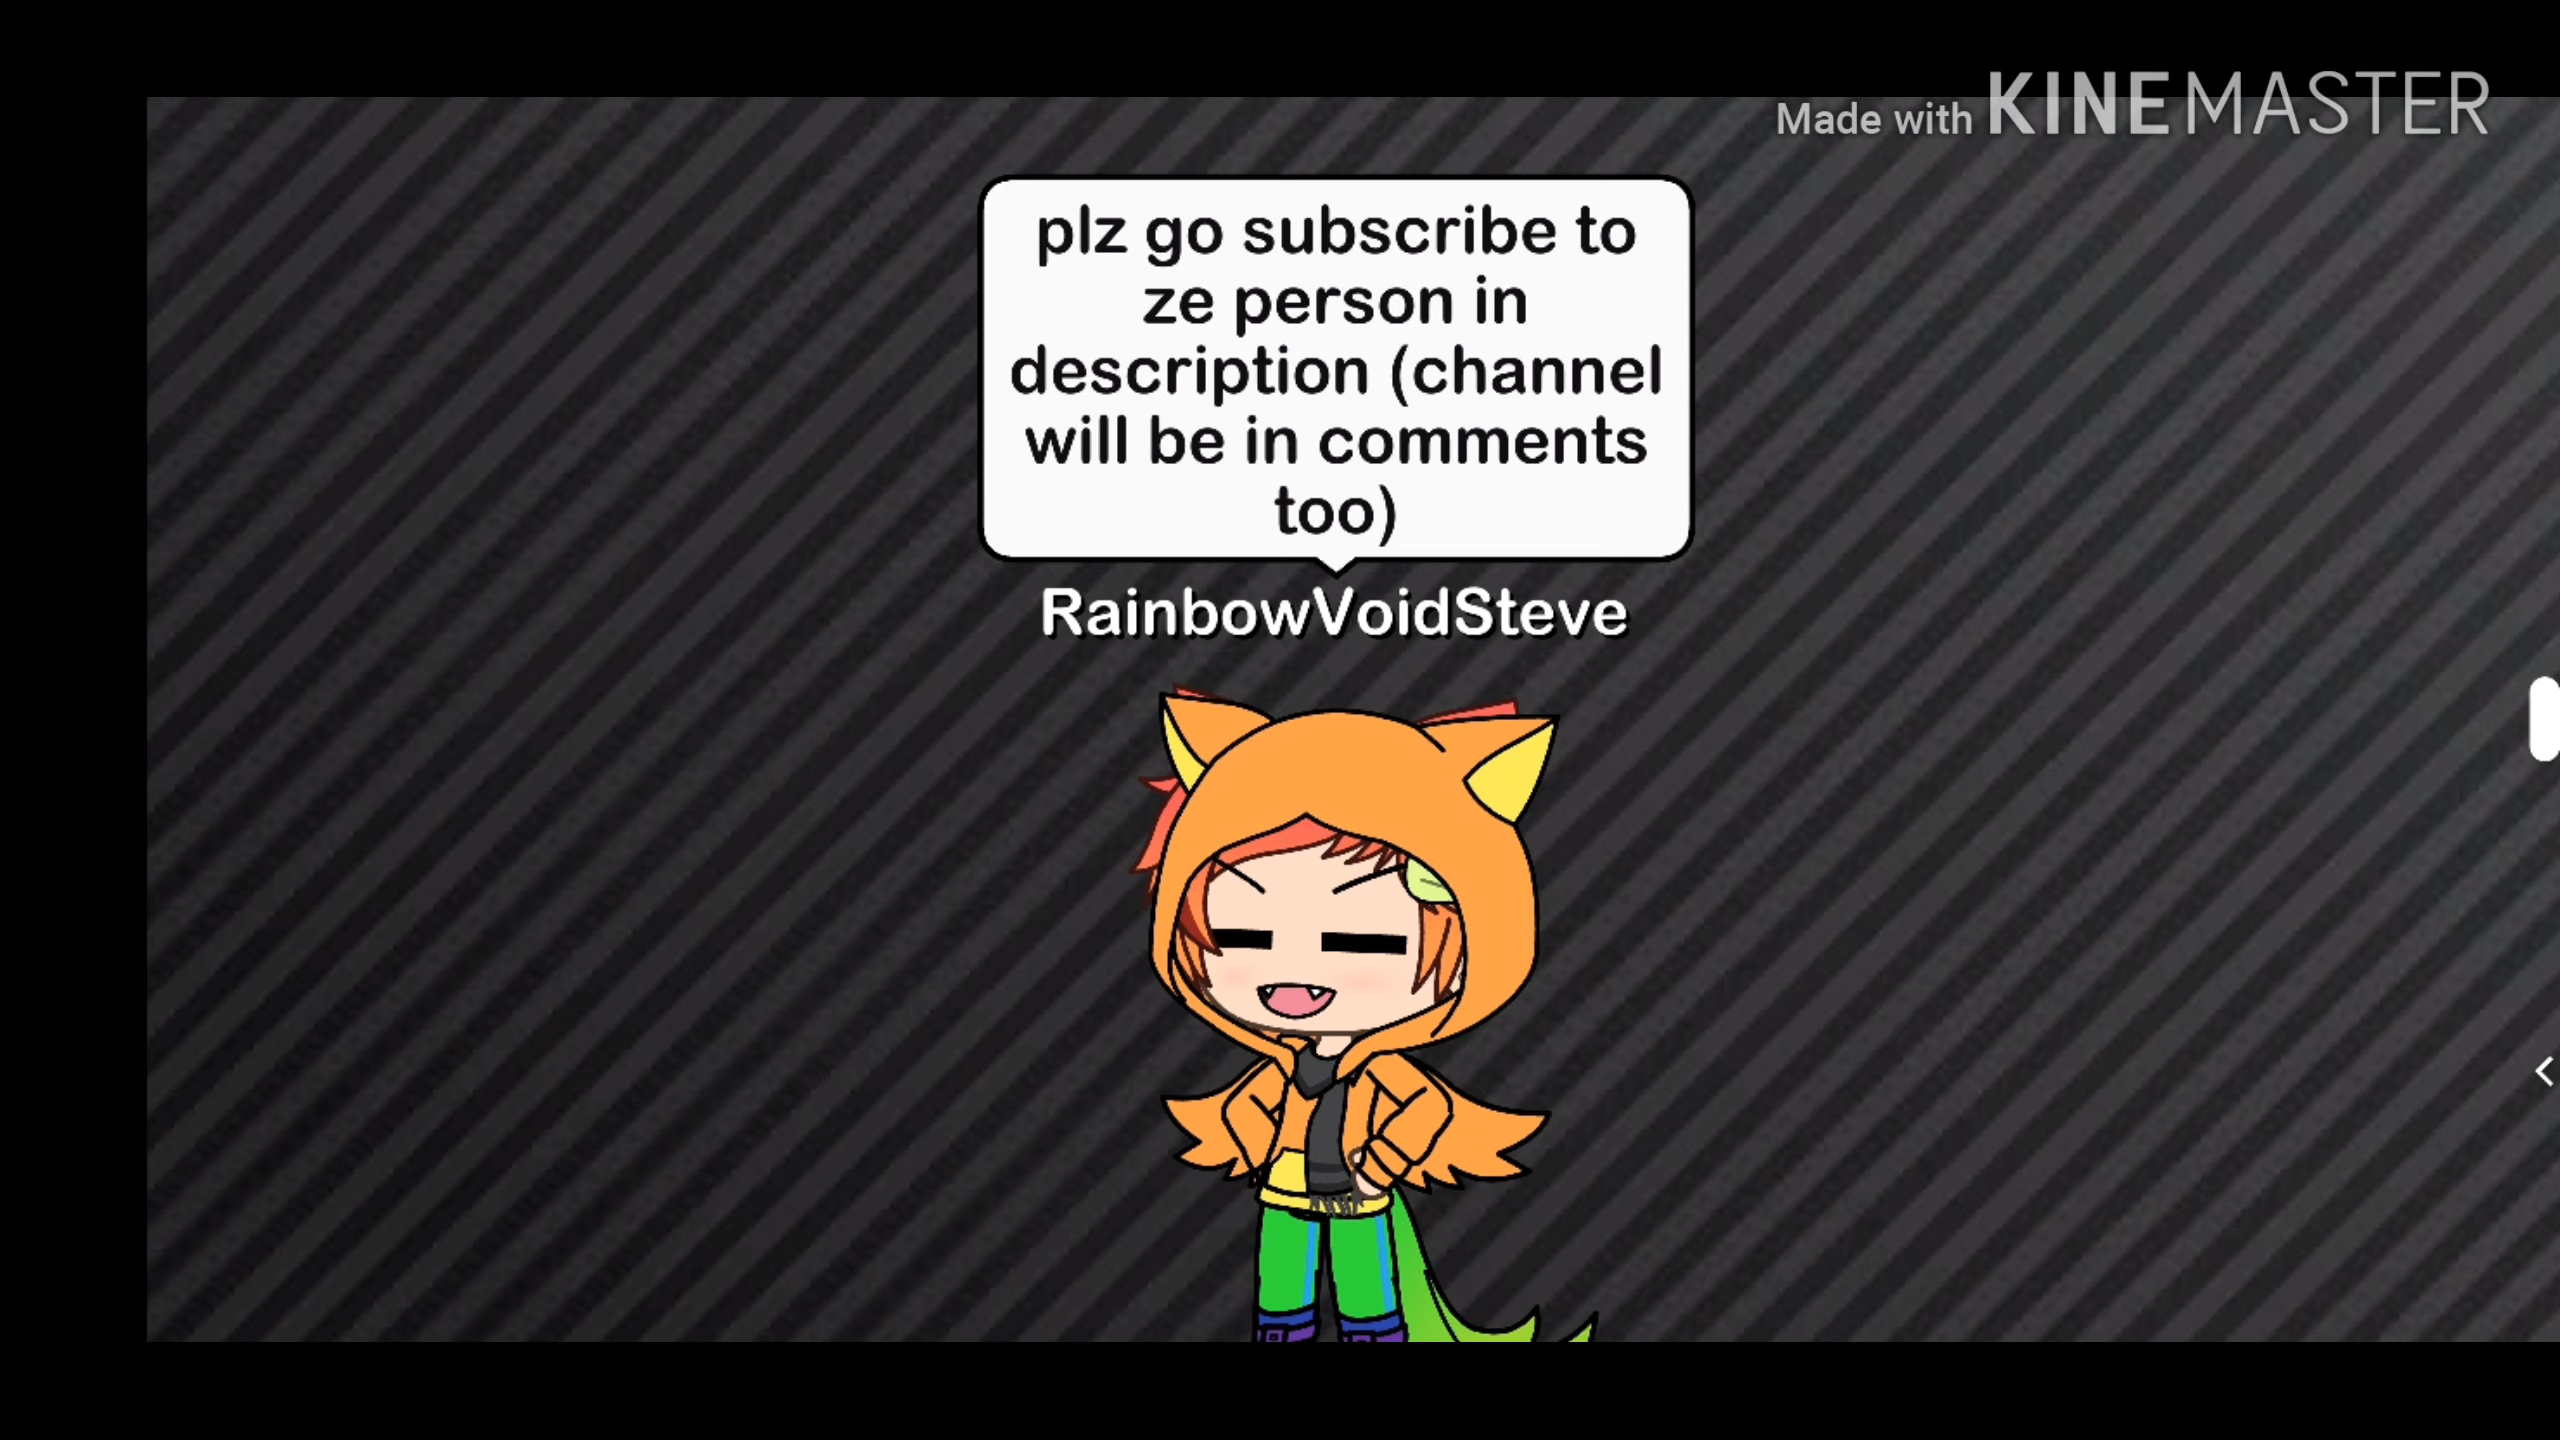 Made with KINEMASTER
plz go subscribe to
ze person in
description (channel
will be in comments
too)
RainbowVoidSteve